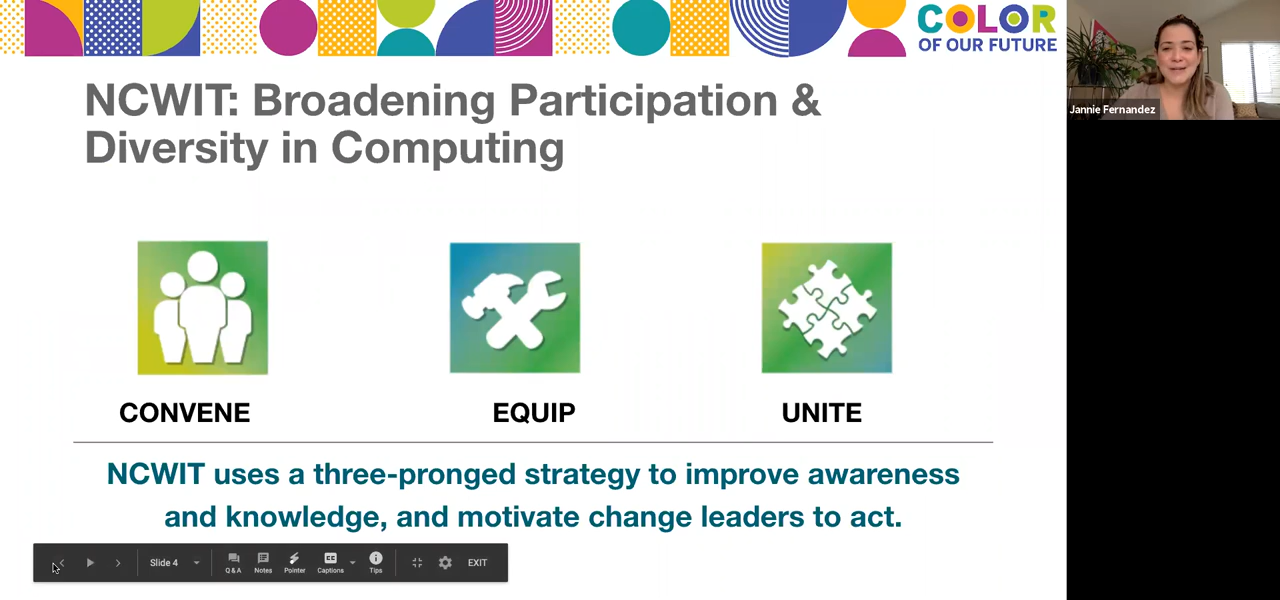 COLOR
OF OUR FUTURE
Jannie Fernandez
NCWIT: Broadening Participation &
Diversity in Computing
CONVENE
EQUIP
UNITE
NCWIT uses a three-pronged strategy to improve awareness
and knowledge, and motivate change leaders to act.
Slide 4
Q & A
Notes
Pointer
CC
Captions
Tips
EXIT